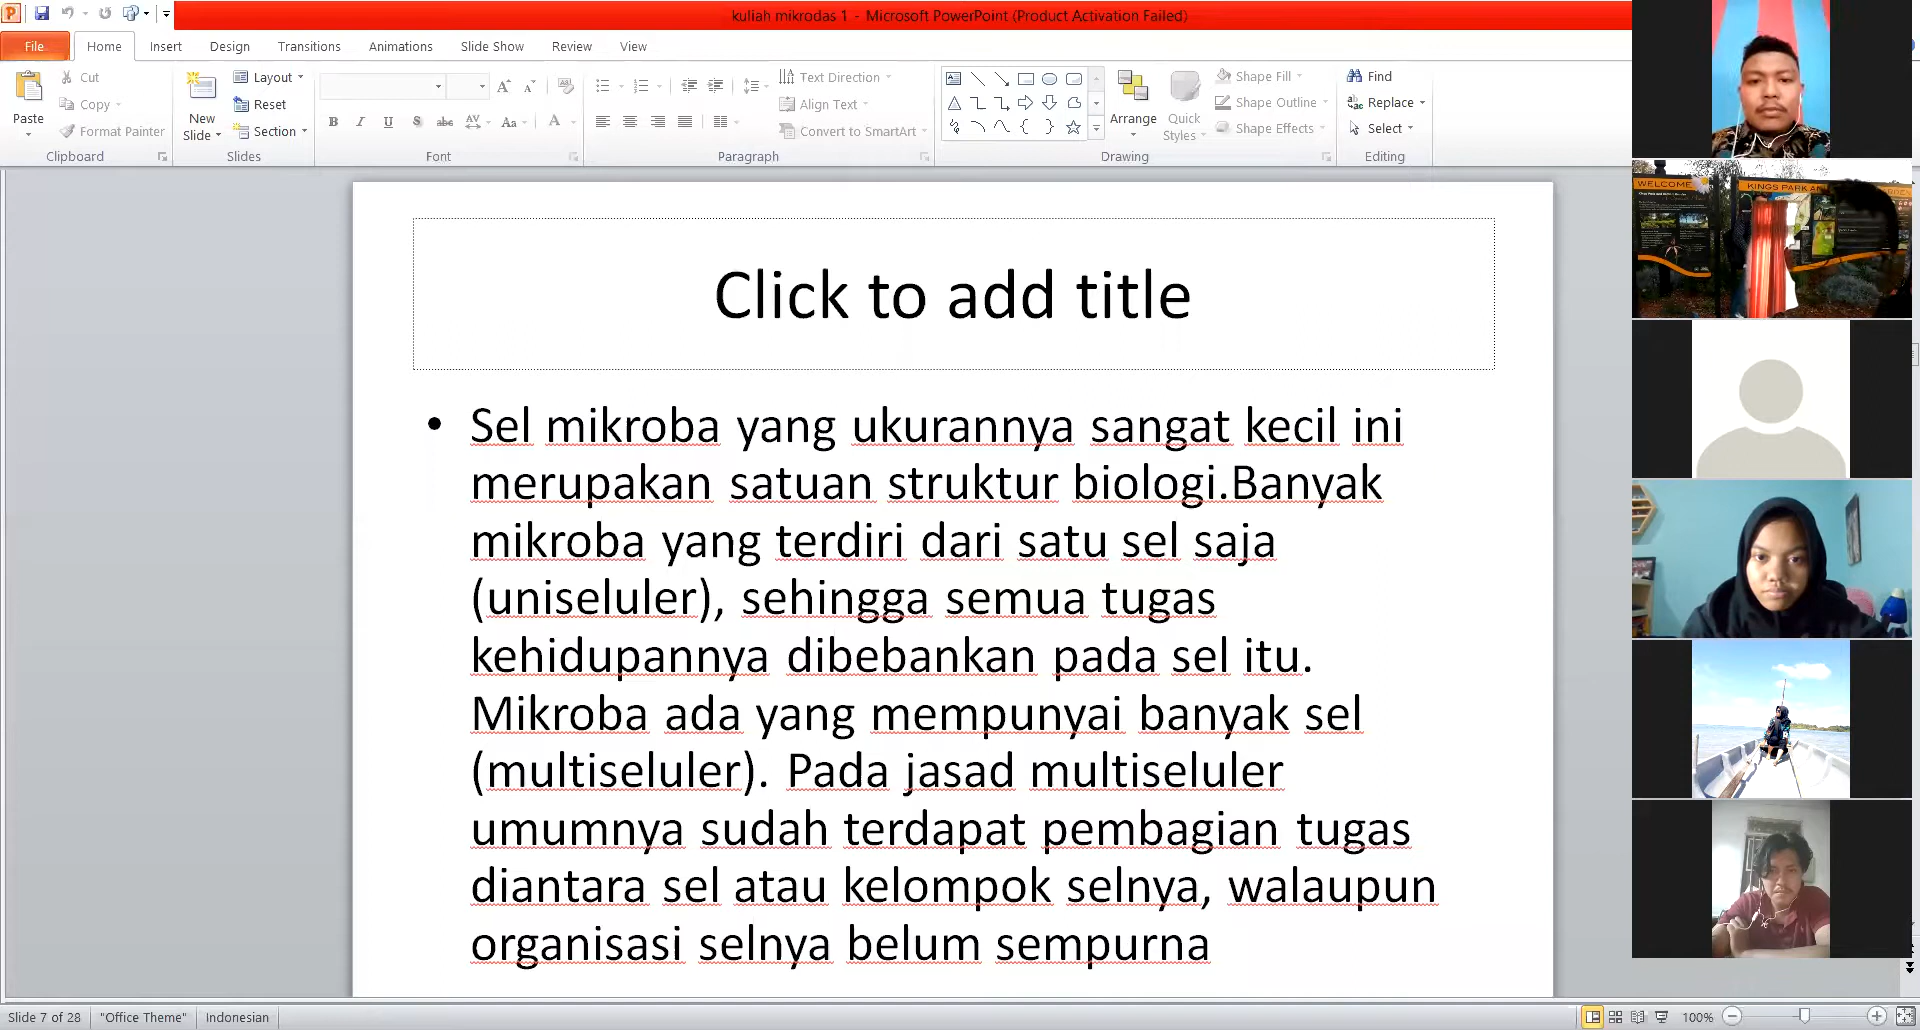 kuliah mikrodas 1 - Microsoft PowerPoint (Product Activation Failed)
File Home Insert Design Transitions Animations Slide Show Review View
Paste
Cut
Copy
Format Painter
Clipboard
New Slide
Layout
Reset
Section
Slides
B I U S abc AV Aa A
Font
Text Direction
Align Text
Convert to SmartArt
Paragraph
Arrange
Quick Styles
Shape Fill
Shape Outline
Shape Effects
Drawing
Find
Replace
Select
Editing
Click to add title
• Sel mikroba yang ukurannya sangat kecil ini
merupakan satuan struktur biologi.Banyak
mikroba yang terdiri dari satu sel saja
(uniseluler), sehingga semua tugas
kehidupannya dibebankan pada sel itu.
Mikroba ada yang mempunyai banyak sel
(multiseluler). Pada jasad multiseluler
umumnya sudah terdapat pembagian tugas
diantara sel atau kelompok selnya, walaupun
organisasi selnya belum sempurna
WELCOME
KINGS PARK AN
Slide 7 of 28 "Office Theme" Indonesian 100%